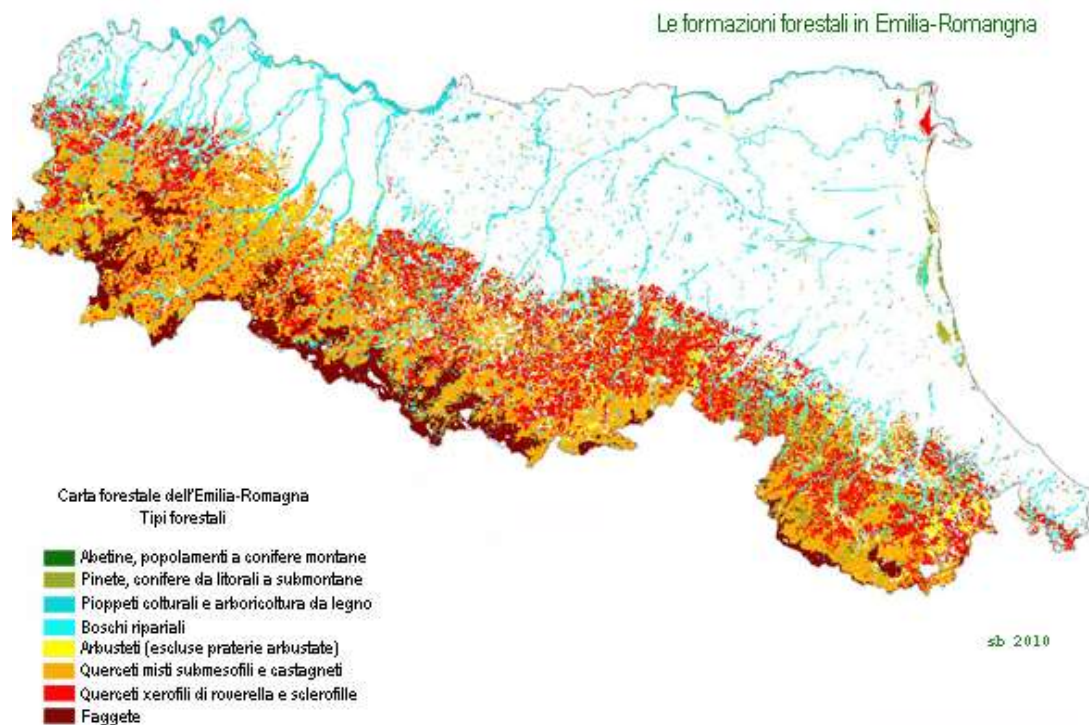 Le formazioni forestali in Emilia-Romangna
Carta forestale dell'Emilia-Romagna
Tipi forestali
Abetine, popolamenti a conifere montane
Pinete, conifere da litorali a submontane
Pioppeti colturali e arboricoltura da legno
Boschi ripariali
Arbusteti (escluse praterie arbustate)
Querceti misti submesofili e castagneti
Querceti xerofili di roverella e sclerofille
Faggete
sb 2010